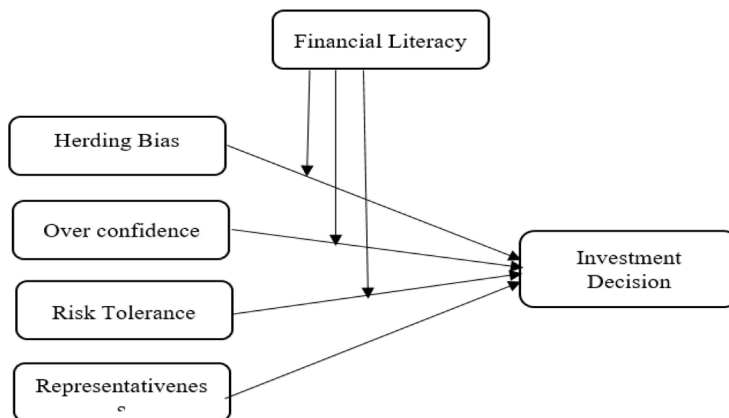 Financial Literacy
Herding Bias
Over confidence
Investment
Decision
Risk Tolerance
Representativenes
s